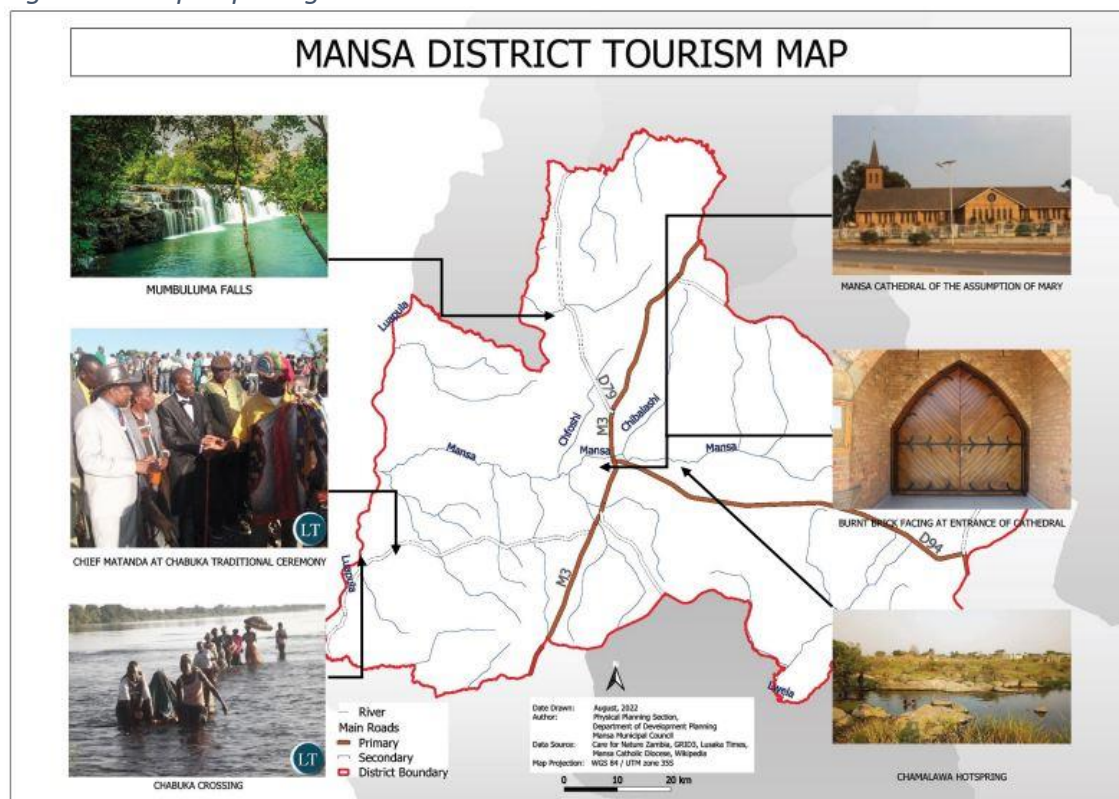 MANSA DISTRICT TOURISM MAP
MUMBULUMA FALLS
MANSA CATHEDRAL OF THE ASSUMPTION OF MARY
Luapula
D79
M3
Chfoshi
Chibalashi
Mansa
Mansa
Mansa
LT
CHIEF MATANDA AT CHABUKA TRADITIONAL CEREMONY
BURNT BRICK FACING AT ENTRANCE OF CATHEDRAL
D94
Luapula
M3
Lwela
LT
CHABUKA CROSSING
River
Main Roads
Primary
Secondary
District Boundary
N
Date Drawn: August, 2022
Author: Physical Planning Section,
Department of Development Planning
Mansa Municipal Council
Data Source: Care for Nature Zambia, GRID3, Lusaka Times,
Mansa Catholic Diocese, Wikipedia
Map Projection: WGS 84 / UTM zone 35S
0 10 20 km
CHAMALAWA HOTSPRING